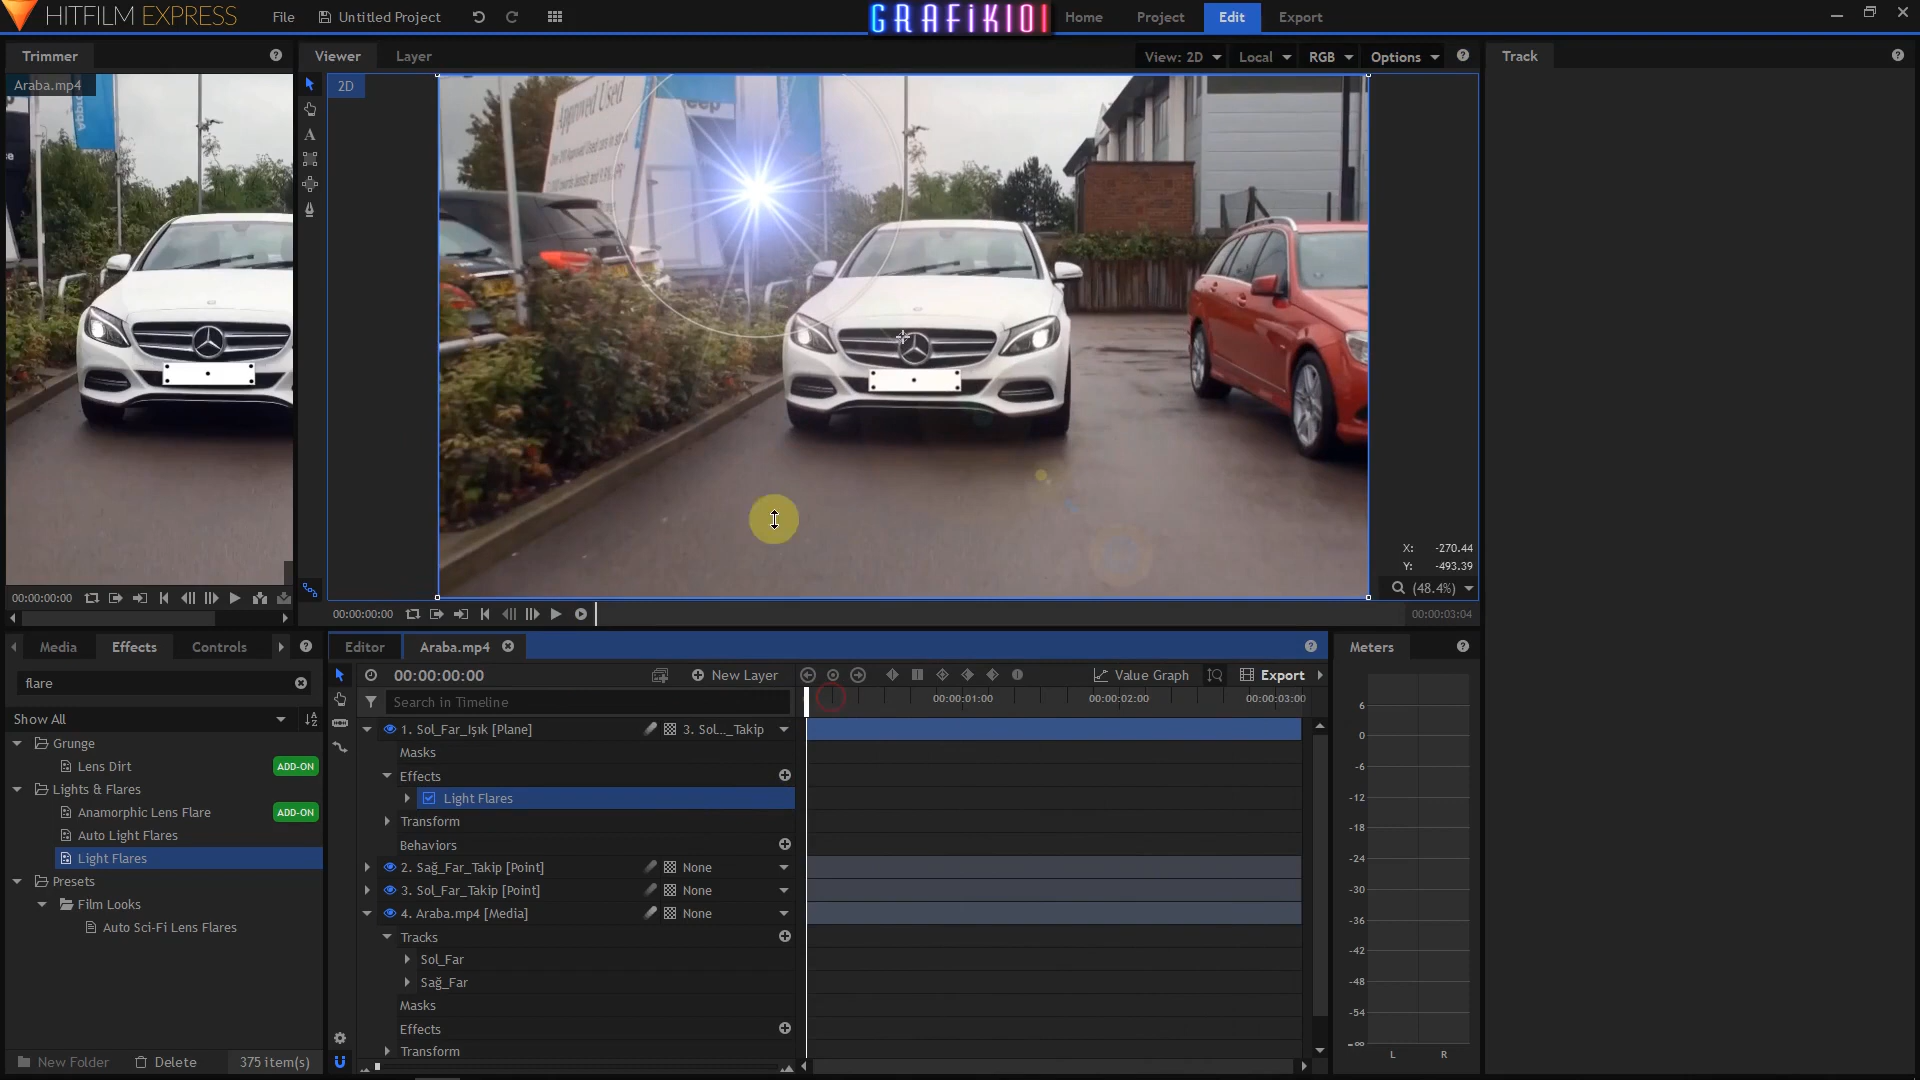 HITFILM EXPRESS
File
Untitled Project
GRAFiK101
Home
Project
Edit
Export
Trimmer
Viewer
Layer
View: 2D
Local
RGB
Options
Track
Araba.mp4
2D
Approved Used
eep
X: -270.44
Y: -493.39
(48.4%)
00:00:00:00
00:00:00:00
00:00:03:04
Media
Effects
Controls
Editor
Araba.mp4
Meters
flare
00:00:00:00
New Layer
Value Graph
Export
Search in Timeline
00:00:01:00
00:00:02:00
00:00:03:00
Show All
Grunge
Lens Dirt
ADD-ON
Lights & Flares
Anamorphic Lens Flare
ADD-ON
Auto Light Flares
Light Flares
Presets
Film Looks
Auto Sci-Fi Lens Flares
1. Sol_Far_Işık [Plane]
3. Sol..._Takip
Masks
Effects
Light Flares
Transform
Behaviors
2. Sağ_Far_Takip [Point]
None
3. Sol_Far_Takip [Point]
None
4. Araba.mp4 [Media]
None
Tracks
Sol_Far
Sağ_Far
Masks
Effects
Transform
6
0
-6
-12
-18
-24
-30
-36
-42
-48
-54
-∞
L
R
New Folder
Delete
375 item(s)